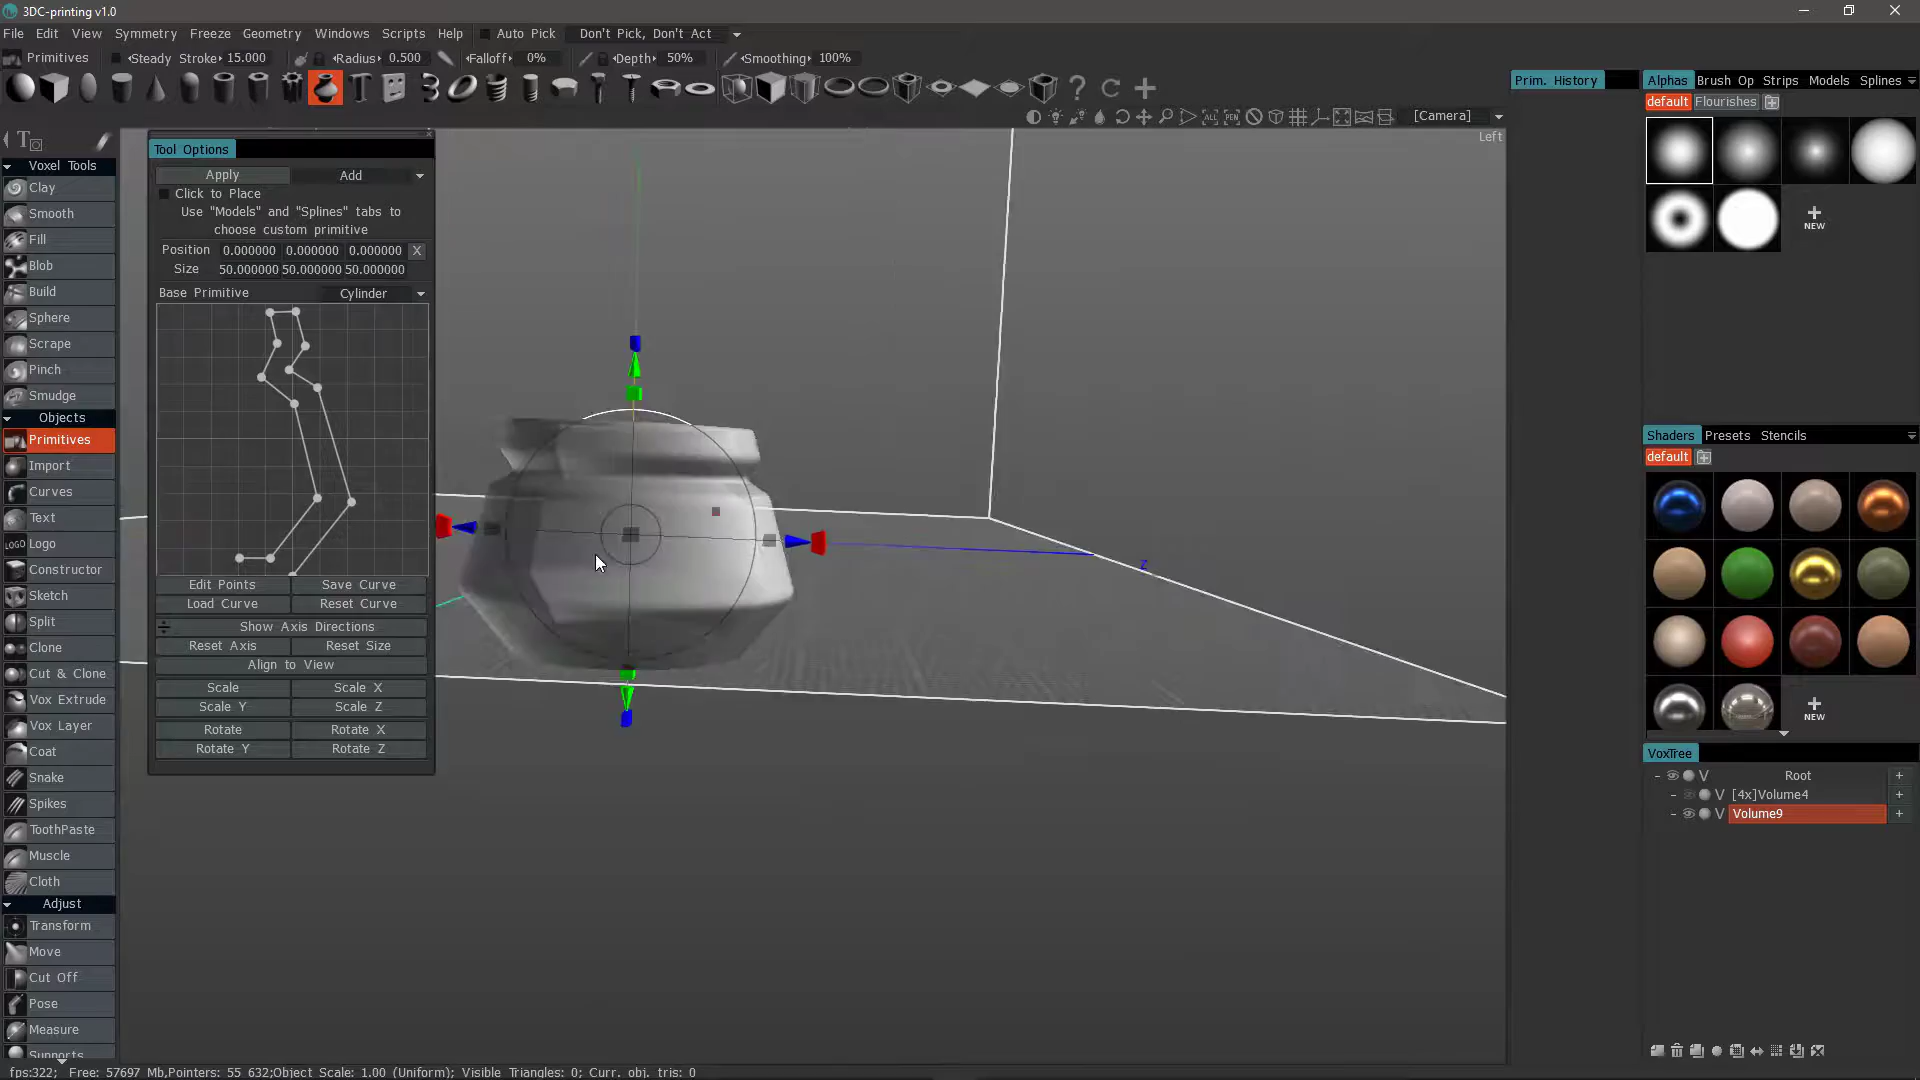 3DC-printing v1.0
File Edit View Symmetry Freeze Geometry Windows Scripts Help Auto Pick Don't Pick, Don't Act
Primitives Steady Stroke 15.000 Radius 0.500 Falloff 0% Depth 50% Smoothing 100%
Prim. History Alphas Brush Op Strips Models Splines
default Flourishes
[Camera]
Left
NEW
Voxel Tools
Clay
Smooth
Fill
Blob
Build
Sphere
Scrape
Pinch
Smudge
Objects
Primitives
Import
Curves
Text
LOGO Logo
Constructor
Sketch
Split
Clone
Cut & Clone
Vox Extrude
Vox Layer
Coat
Snake
Spikes
ToothPaste
Muscle
Cloth
Adjust
Transform
Move
Cut Off
Pose
Measure
Supports
Tool Options
Apply Add
Click to Place
Use "Models" and "Splines" tabs to
choose custom primitive
Position 0.000000 0.000000 0.000000 X
Size 50.000000 50.000000 50.000000
Base Primitive Cylinder
Edit Points Save Curve
Load Curve Reset Curve
Show Axis Directions
Reset Axis Reset Size
Align to View
Scale Scale X
Scale Y Scale Z
Rotate Rotate X
Rotate Y Rotate Z
Z
Shaders Presets Stencils
default
NEW
VoxTree
V Root +
V [4x]Volume4 +
V Volume9 +
fps:322; Free: 57697 Mb,Pointers: 55 632;Object Scale: 1.00 (Uniform); Visible Triangles: 0; Curr. obj. tris: 0